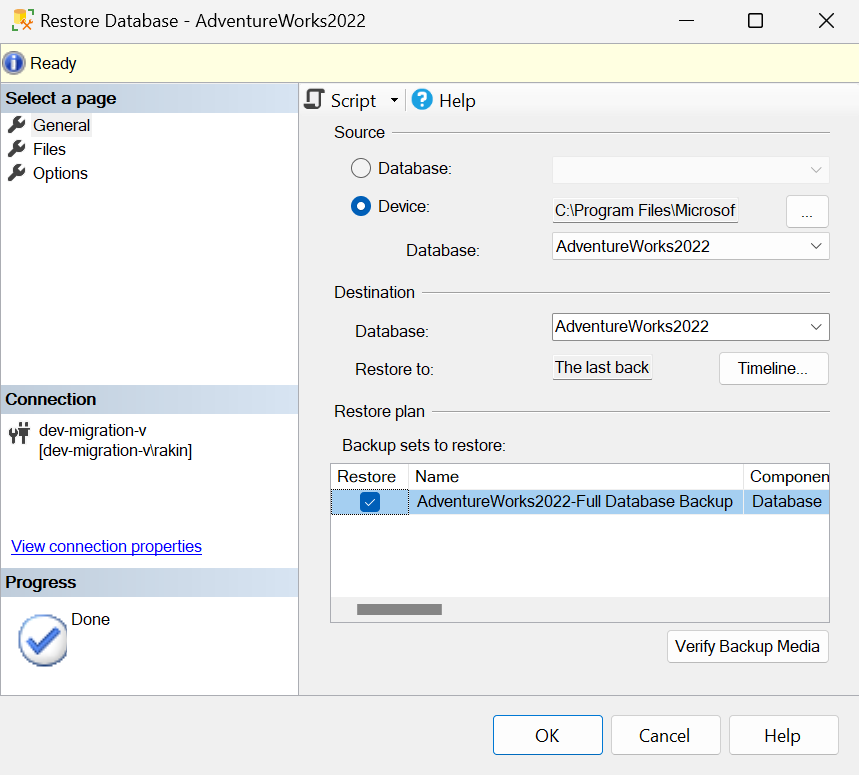 Restore Database - AdventureWorks2022
Ready
Select a page
General
Files
Options
Connection
dev-migration-v
[dev-migration-v\rakin]
View connection properties
Progress
Done
Script
Help
Source
Database:
Device:
C:\Program Files\Microsof
...
Database:
AdventureWorks2022
Destination
Database:
AdventureWorks2022
Restore to:
The last back
Timeline...
Restore plan
Backup sets to restore:
Restore Name Componen
AdventureWorks2022-Full Database Backup Database
Verify Backup Media
OK Cancel Help